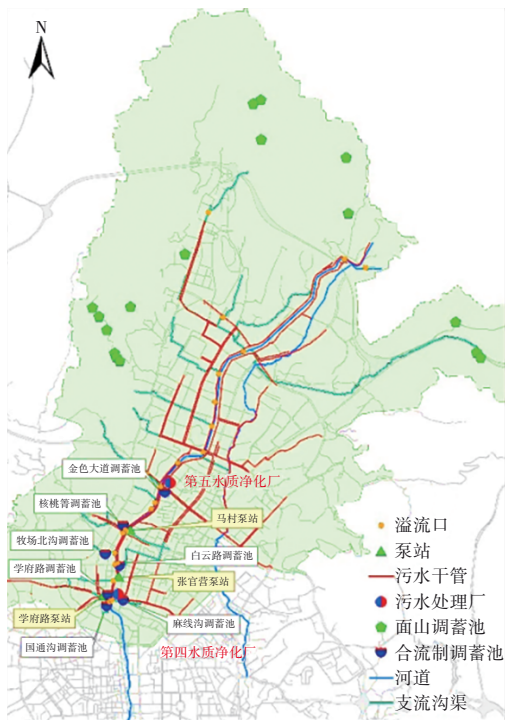 N
金色大道调蓄池
第五水质净化厂
核桃箐调蓄池
马村泵站
牧场北沟调蓄池
白云路调蓄池
学府路调蓄池
张官营泵站
学府路泵站
麻线沟调蓄池
国通沟调蓄池
第四水质净化厂
溢流口
泵站
污水干管
污水处理厂
面山调蓄池
合流制调蓄池
河道
支流沟渠